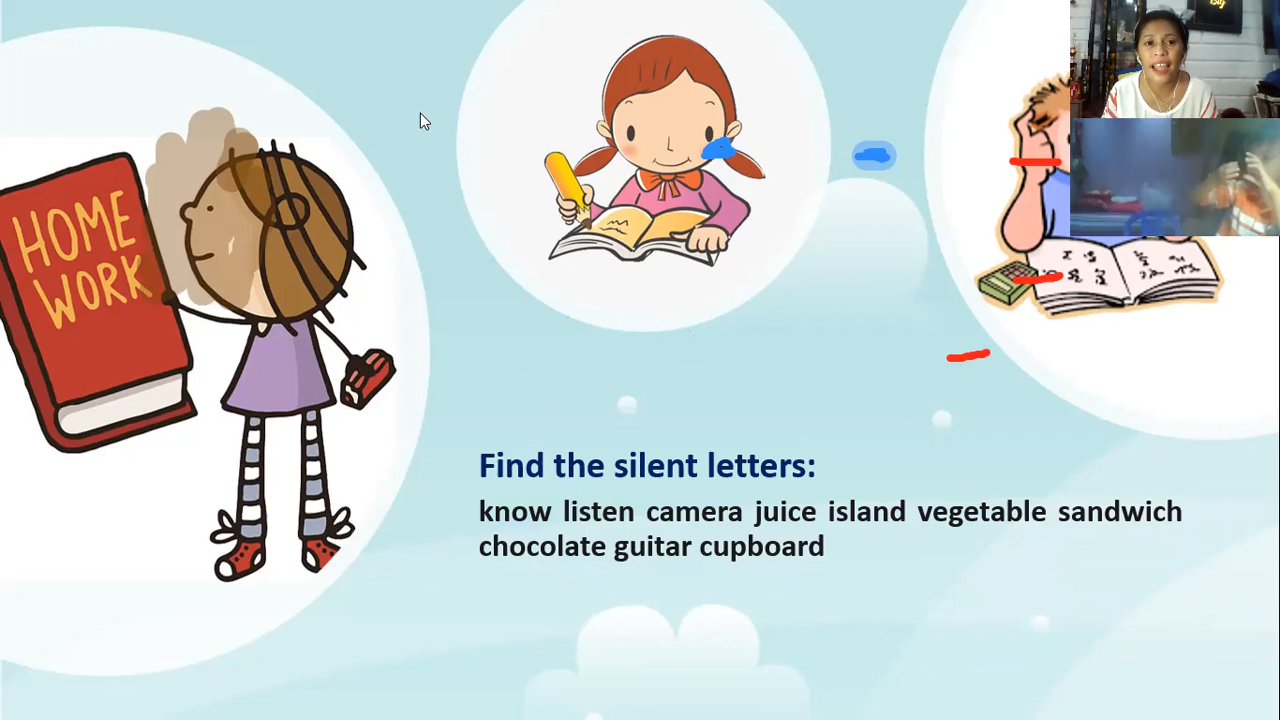 HOME
WORK
Find the silent letters:
know listen camera juice island vegetable sandwich
chocolate guitar cupboard